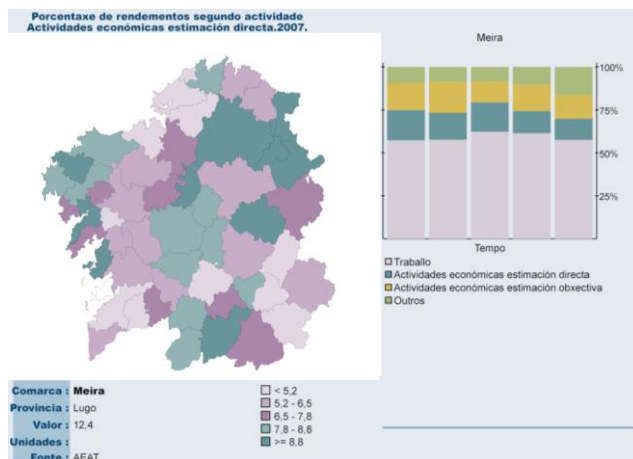 Porcentaxe de rendementos segundo actividade
Actividades económicas estimación directa.2007.
Meira
100%
75%
50%
25%
Tempo
Traballo
Actividades económicas estimación directa
Actividades económicas estimación obxectiva
Outros
Comarca : Meira
Provincia : Lugo
Valor : 12,4
Unidades :
Fonte : AEAT
< 5,2
5,2 - 6,5
6,5 - 7,8
7,8 - 8,8
>= 8,8